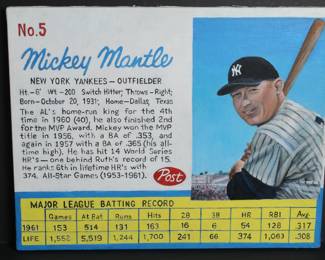 No.5
Mickey Mantle
NEW YORK YANKEES—OUTFIELDER
Ht.-6' Wt.-200 Switch Hitter; Throws-Right;
Born-October 20, 1931; Home-Dallas, Texas
The AL's home-run king for the 4th
time in 1960 (40), he also finished 2nd
for the MVP Award. Mickey won the MVP
title in 1956, with a BA of .353, and
again in 1957 with a BA of .365 (his all-
time high). He has hit 14 World Series
HR's — one behind Ruth's record of 15.
He ranks 6th in lifetime HR's with
374. All-Star Games (1953-1961).
Post
MAJOR LEAGUE BATTING RECORD
Games At Bat Runs Hits 2B 3B HR RBI Avg.
1961 153 514 131 163 16 6 54 128 .317
LIFE 1,552 5,519 1,244 1,700 241 66 374 1,063 .308